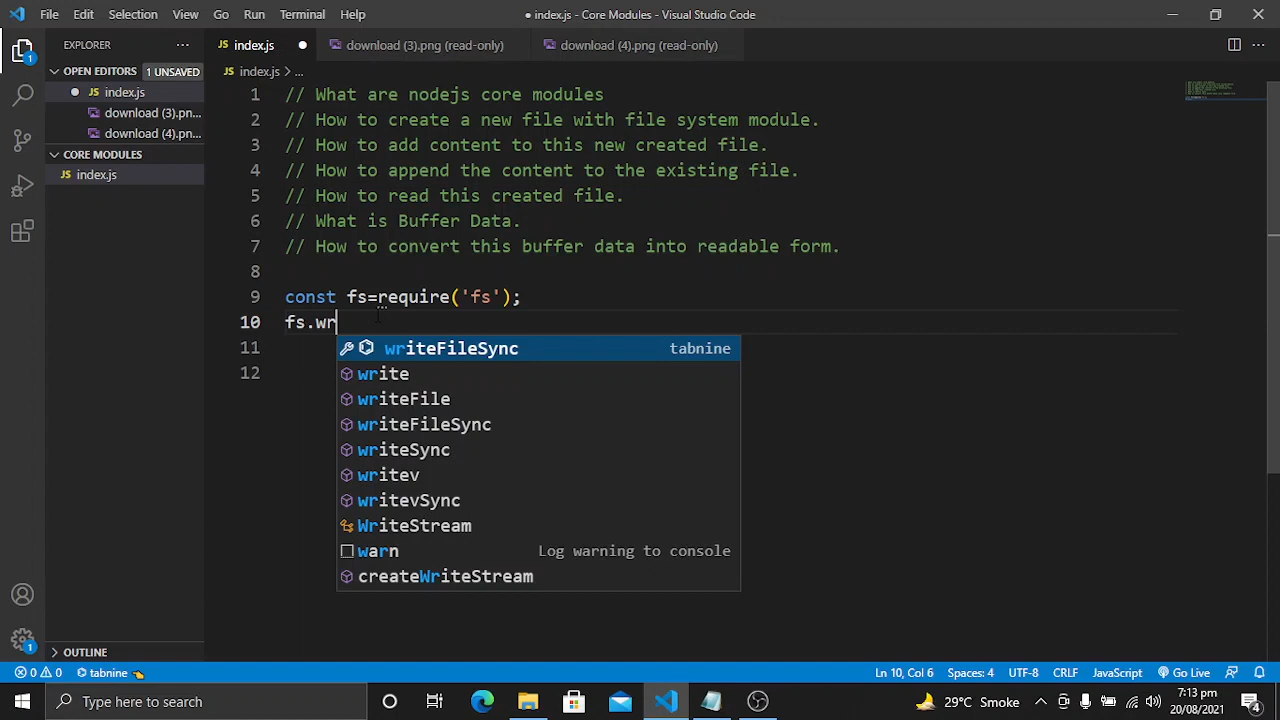 File Edit Selection View Go Run Terminal Help
● index.js - Core Modules - Visual Studio Code
EXPLORER
JS index.js
download (3).png (read-only)
download (4).png (read-only)
OPEN EDITORS 1 UNSAVED
JS index.js > ...
JS index.js
download (3).pn...
download (4).pn...
CORE MODULES
JS index.js
1 // What are nodejs core modules
2 // How to create a new file with file system module.
3 // How to add content to this new created file.
4 // How to append the content to the existing file.
5 // How to read this created file.
6 // What is Buffer Data.
7 // How to convert this buffer data into readable form.
8
9 const fs=require('fs');
10 fs.wr
11
12
writeFileSync tabnine
write
writeFile
writeFileSync
writeSync
writev
writevSync
WriteStream
warn Log warning to console
createWriteStream
1
1
OUTLINE
0 0 tabnine
Ln 10, Col 6 Spaces: 4 UTF-8 CRLF JavaScript Go Live
Type here to search
29°C Smoke
7:13 pm
20/08/2021
4